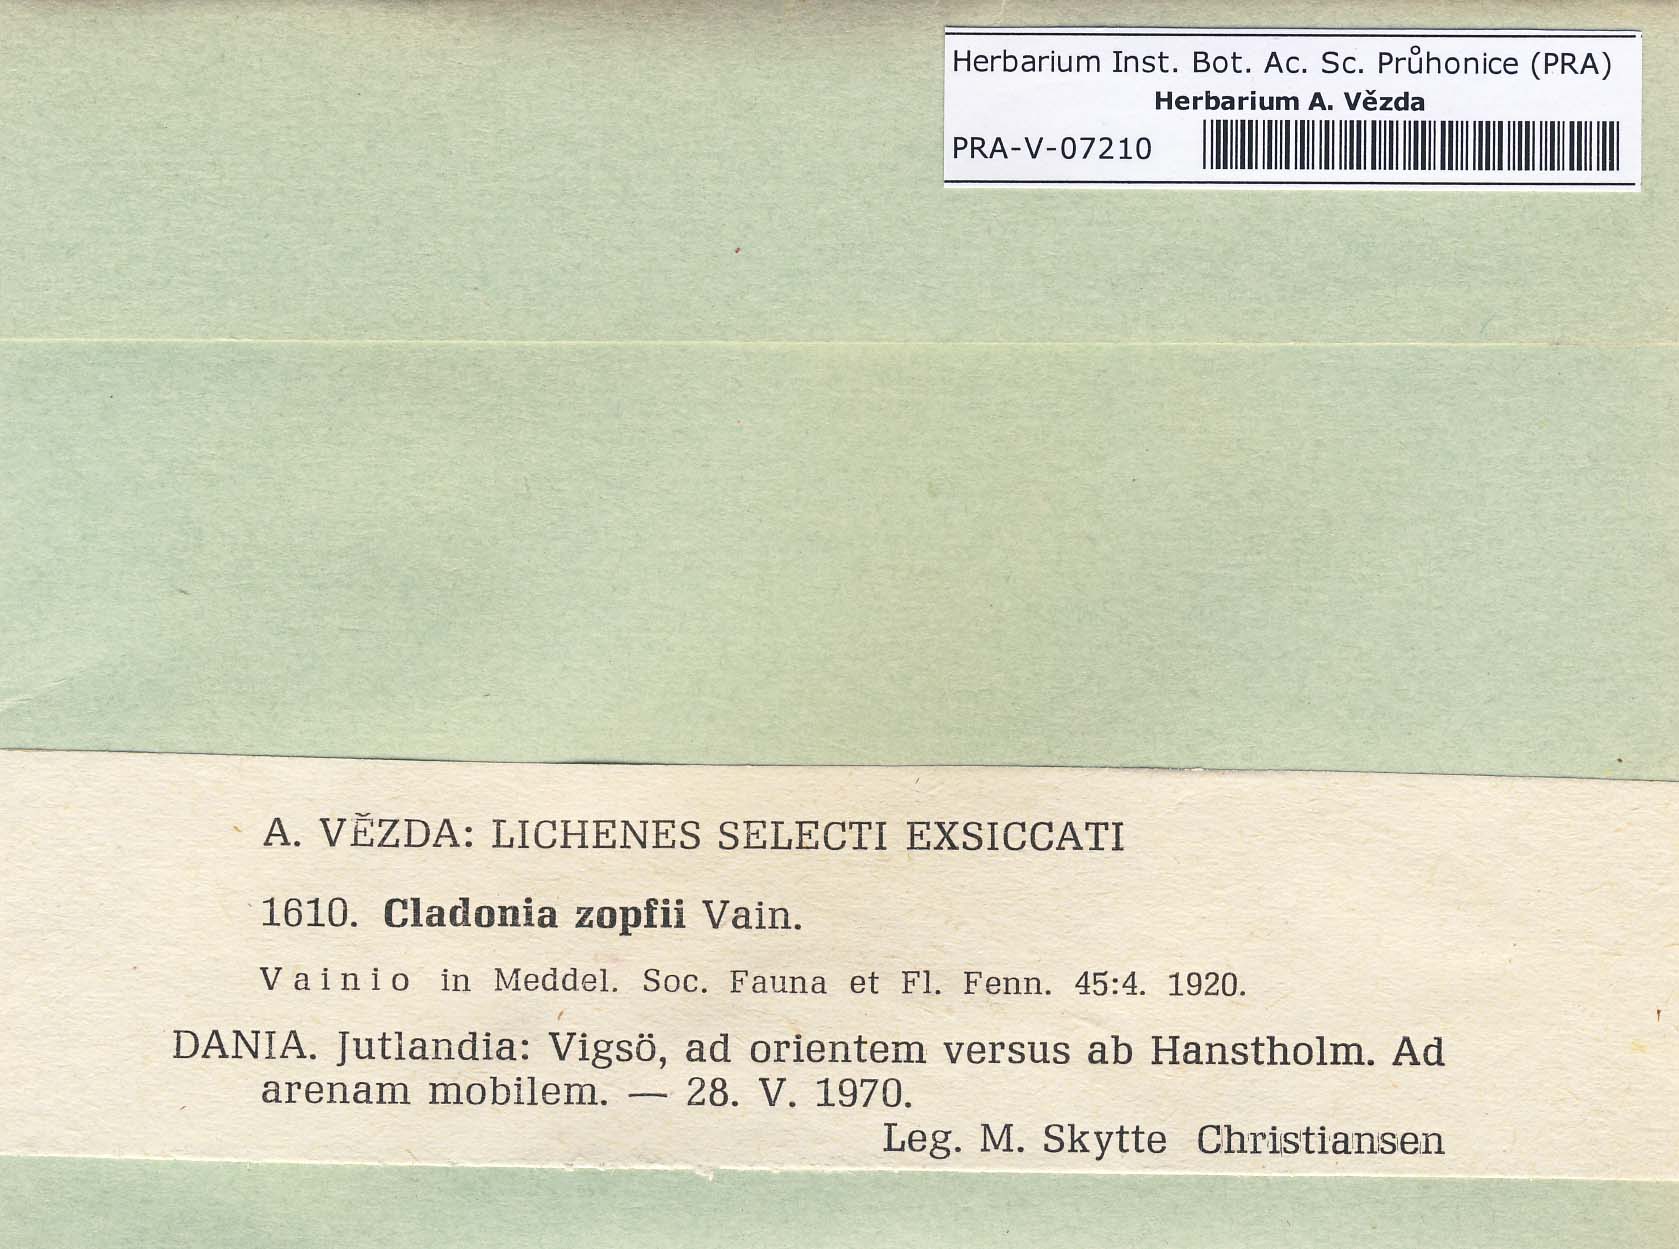 Herbarium Inst. Bot. Ac. Sc. Průhonice (PRA)
Herbarium A. Vězda
PRA-V-07210
A. VĚZDA: LICHENES SELECTI EXSICCATI
1610. Cladonia zopfii Vain.
Vainio in Meddel. Soc. Fauna et Fl. Fenn. 45:4. 1920.
DANIA. Jutlandia: Vigsö, ad orientem versus ab Hanstholm. Ad
arenam mobilem. — 28. V. 1970.
Leg. M. Skytte Christiansen